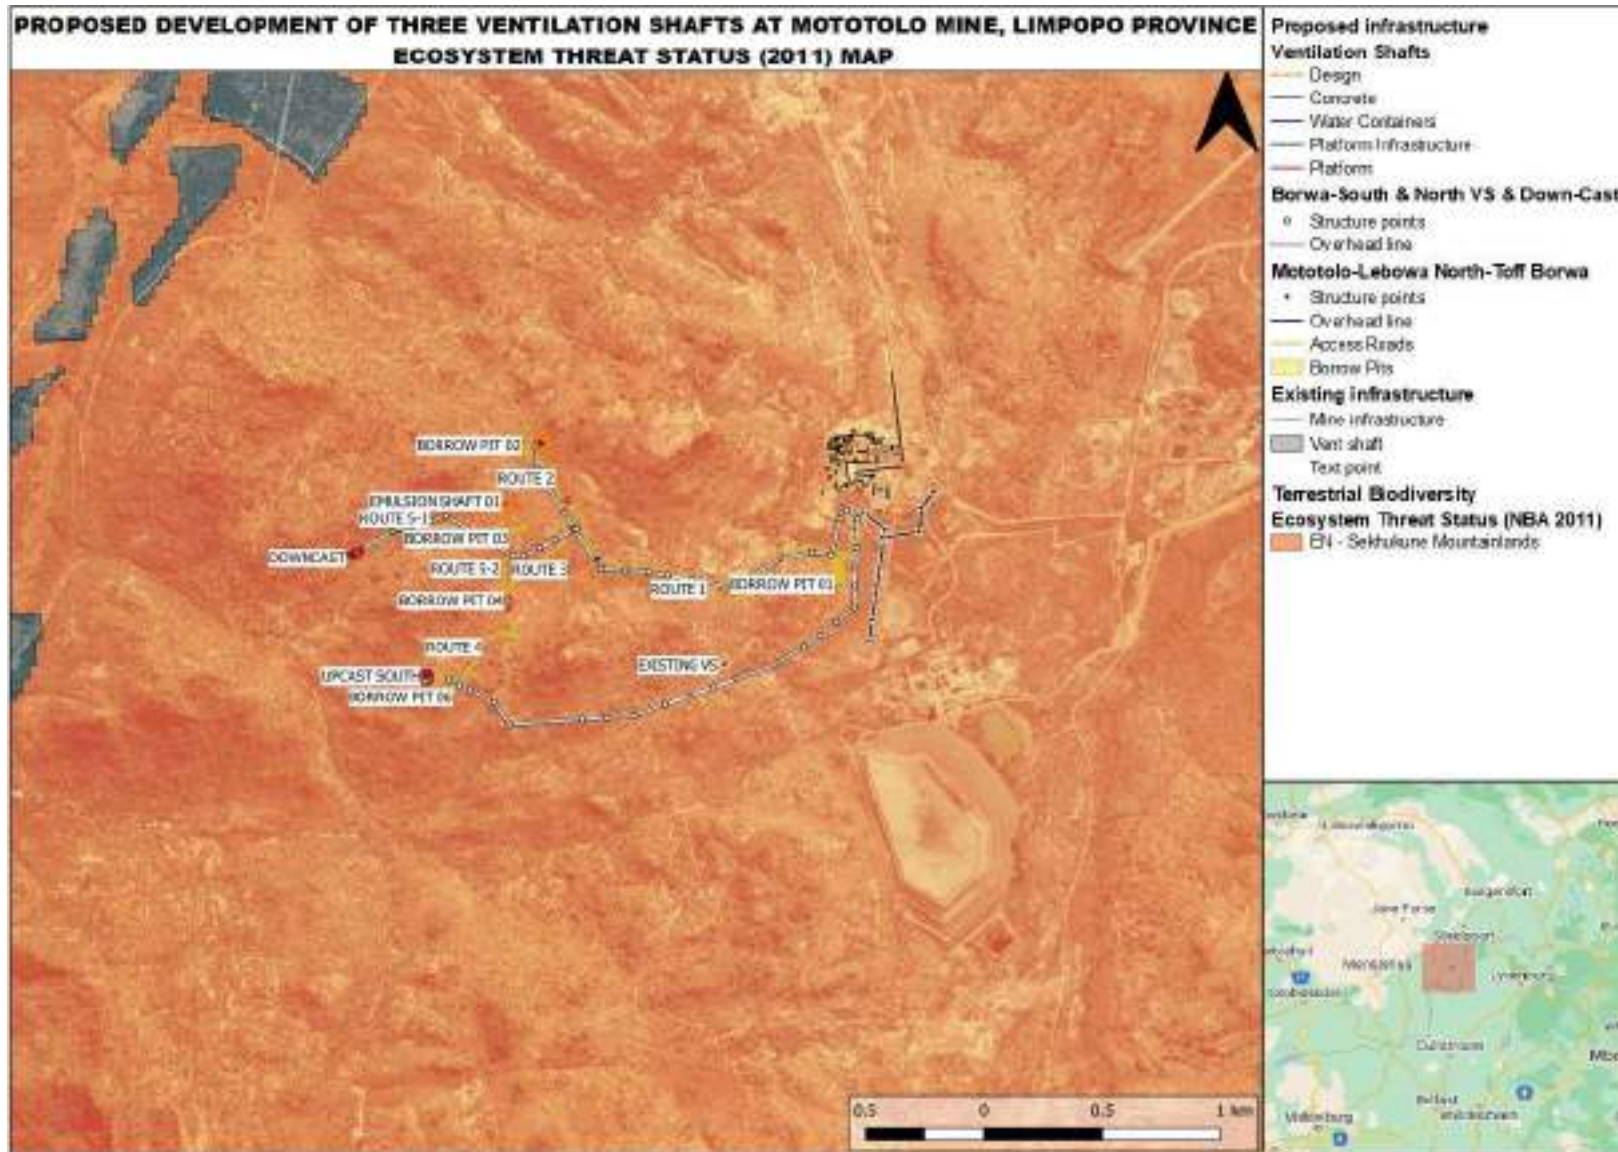 PROPOSED DEVELOPMENT OF THREE VENTILATION SHAFTS AT MOTOTOLO MINE, LIMPOPO PROVINCE
ECOSYSTEM THREAT STATUS (2011) MAP
BORROW PIT 02
ROUTE 2
EMULSION SHAFT 01
ROUTE 5-1
BORROW PIT 03
DOWNCAST
ROUTE 5-2
ROUTE 3
ROUTE 1
BORROW PIT 01
BORROW PIT 04
ROUTE 4
EXISTING VS
UPCAST SOUTH
BORROW PIT 06
0.5 0 0.5 1 km
Proposed infrastructure
Ventilation Shafts
Design
Concrete
Water Containers
Platform Infrastructure
Platform
Borwa-South & North VS & Down-Cast
Structure points
Overhead line
Mototolo-Lebowa North-Toff Borwa
Structure points
Overhead line
Access Roads
Borrow Pits
Existing infrastructure
Mine infrastructure
Vent shaft
Text point
Terrestrial Biodiversity
Ecosystem Threat Status (NBA 2011)
EN - Sekhukune Mountainlands
Burgersfort
Jane Furse
Steelpoort
Lydenburg
Dullstroom
Belfast
Middelburg